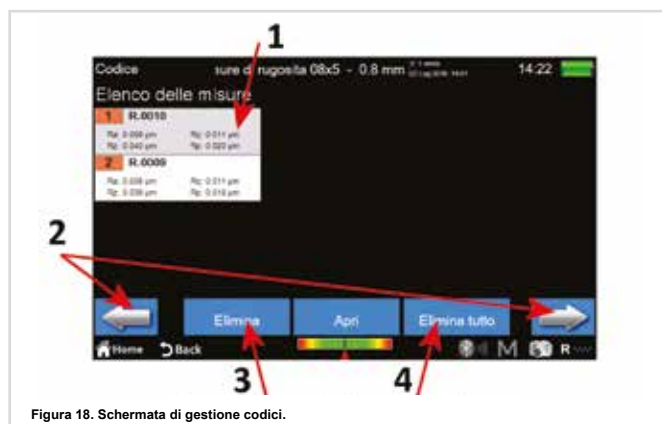 1
Codice sure di rugosita 08x5 - 0.8 mm 14:22
Elenco delle misure
1 R.0010
2 R.0009
2
Elimina Apri Elimina tutto
Home Back M R
3 4
Figura 18. Schermata di gestione codici.